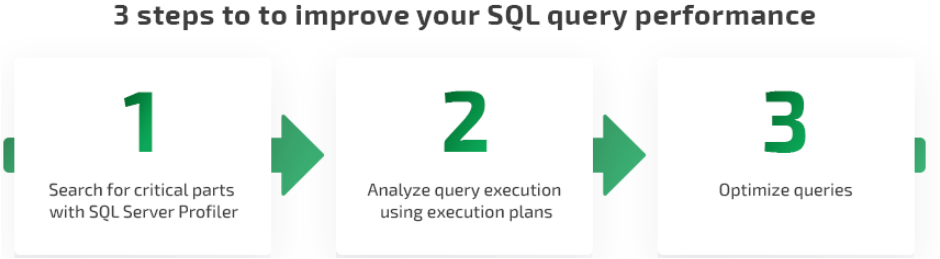 3 steps to to improve your SQL query performance
1
Search for critical parts
with SQL Server Profiler
2
Analyze query execution
using execution plans
3
Optimize queries